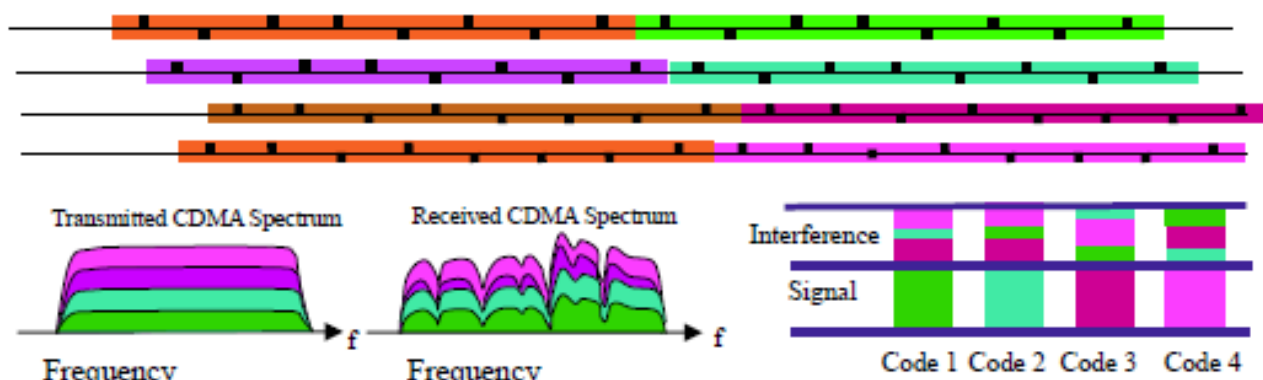 Transmitted CDMA Spectrum
Received CDMA Spectrum
Interference
Signal
f
f
Frequency
Frequency
Code 1 Code 2 Code 3 Code 4